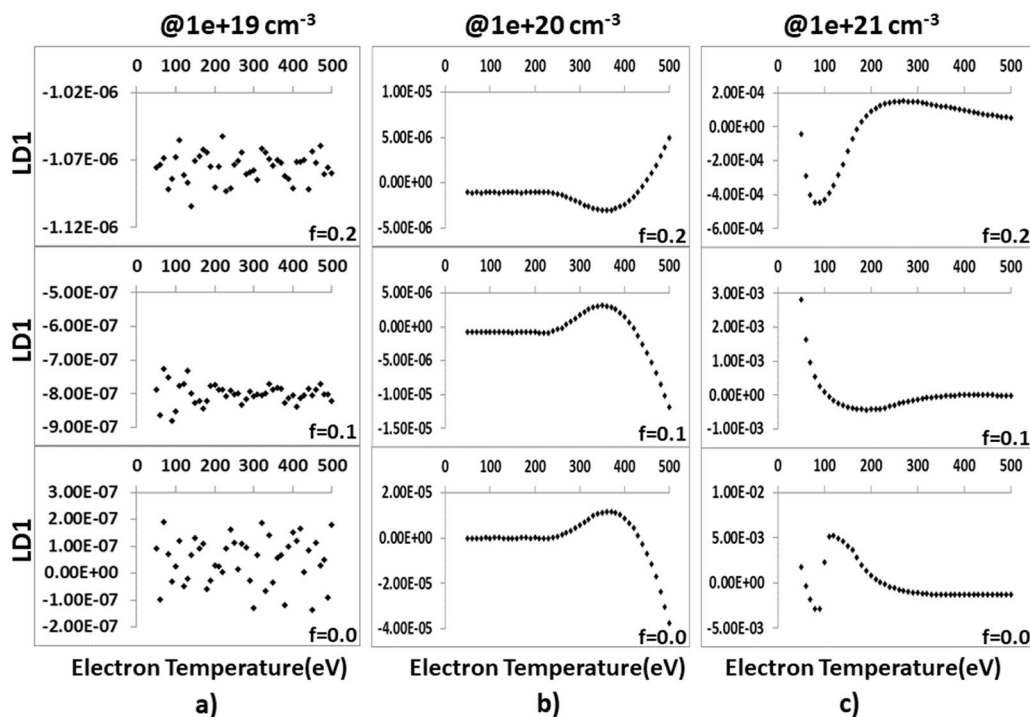 @1e+19 cm-3 @1e+20 cm-3 @1e+21 cm-3
0 100 200 300 400 500
-1.02E-06
-1.07E-06
-1.12E-06
LD1
f=0.2
0 100 200 300 400 500
1.00E-05
5.00E-06
0.00E+00
-5.00E-06
f=0.2
0 100 200 300 400 500
2.00E-04
0.00E+00
-2.00E-04
-4.00E-04
-6.00E-04
f=0.2
0 100 200 300 400 500
-5.00E-07
-6.00E-07
-7.00E-07
-8.00E-07
-9.00E-07
LD1
f=0.1
0 100 200 300 400 500
5.00E-06
0.00E+00
-5.00E-06
-1.00E-05
-1.50E-05
f=0.1
0 100 200 300 400 500
3.00E-03
2.00E-03
1.00E-03
0.00E+00
-1.00E-03
f=0.1
0 100 200 300 400 500
3.00E-07
2.00E-07
1.00E-07
0.00E+00
-1.00E-07
-2.00E-07
LD1
f=0.0
0 100 200 300 400 500
2.00E-05
0.00E+00
-2.00E-05
-4.00E-05
f=0.0
0 100 200 300 400 500
1.00E-02
5.00E-03
0.00E+00
-5.00E-03
f=0.0
Electron Temperature(eV) Electron Temperature(eV) Electron Temperature(eV)
a) b) c)